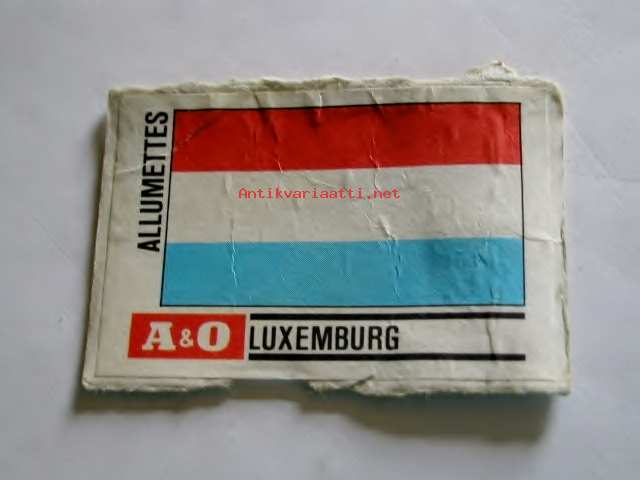 ALLUMETTES
Antikvariaatti.net
A&O
LUXEMBURG